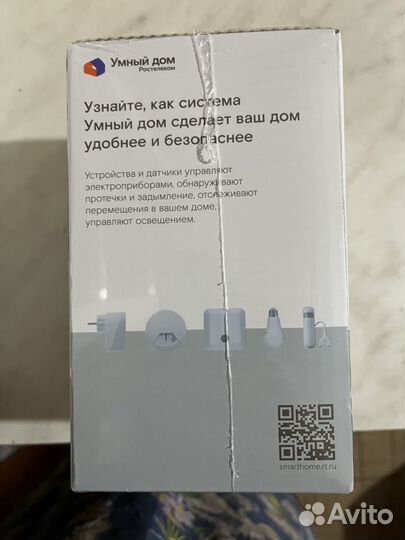 Умный дом
Ростелеком
Узнайте, как система
Умный дом сделает ваш дом
удобнее и безопаснее
Устройства и датчики управляют
электроприборами, обнаруживают
протечки и задымление, отслеживают
перемещения в вашем доме,
управляют освещением.
smarthome.rt.ru
Avito